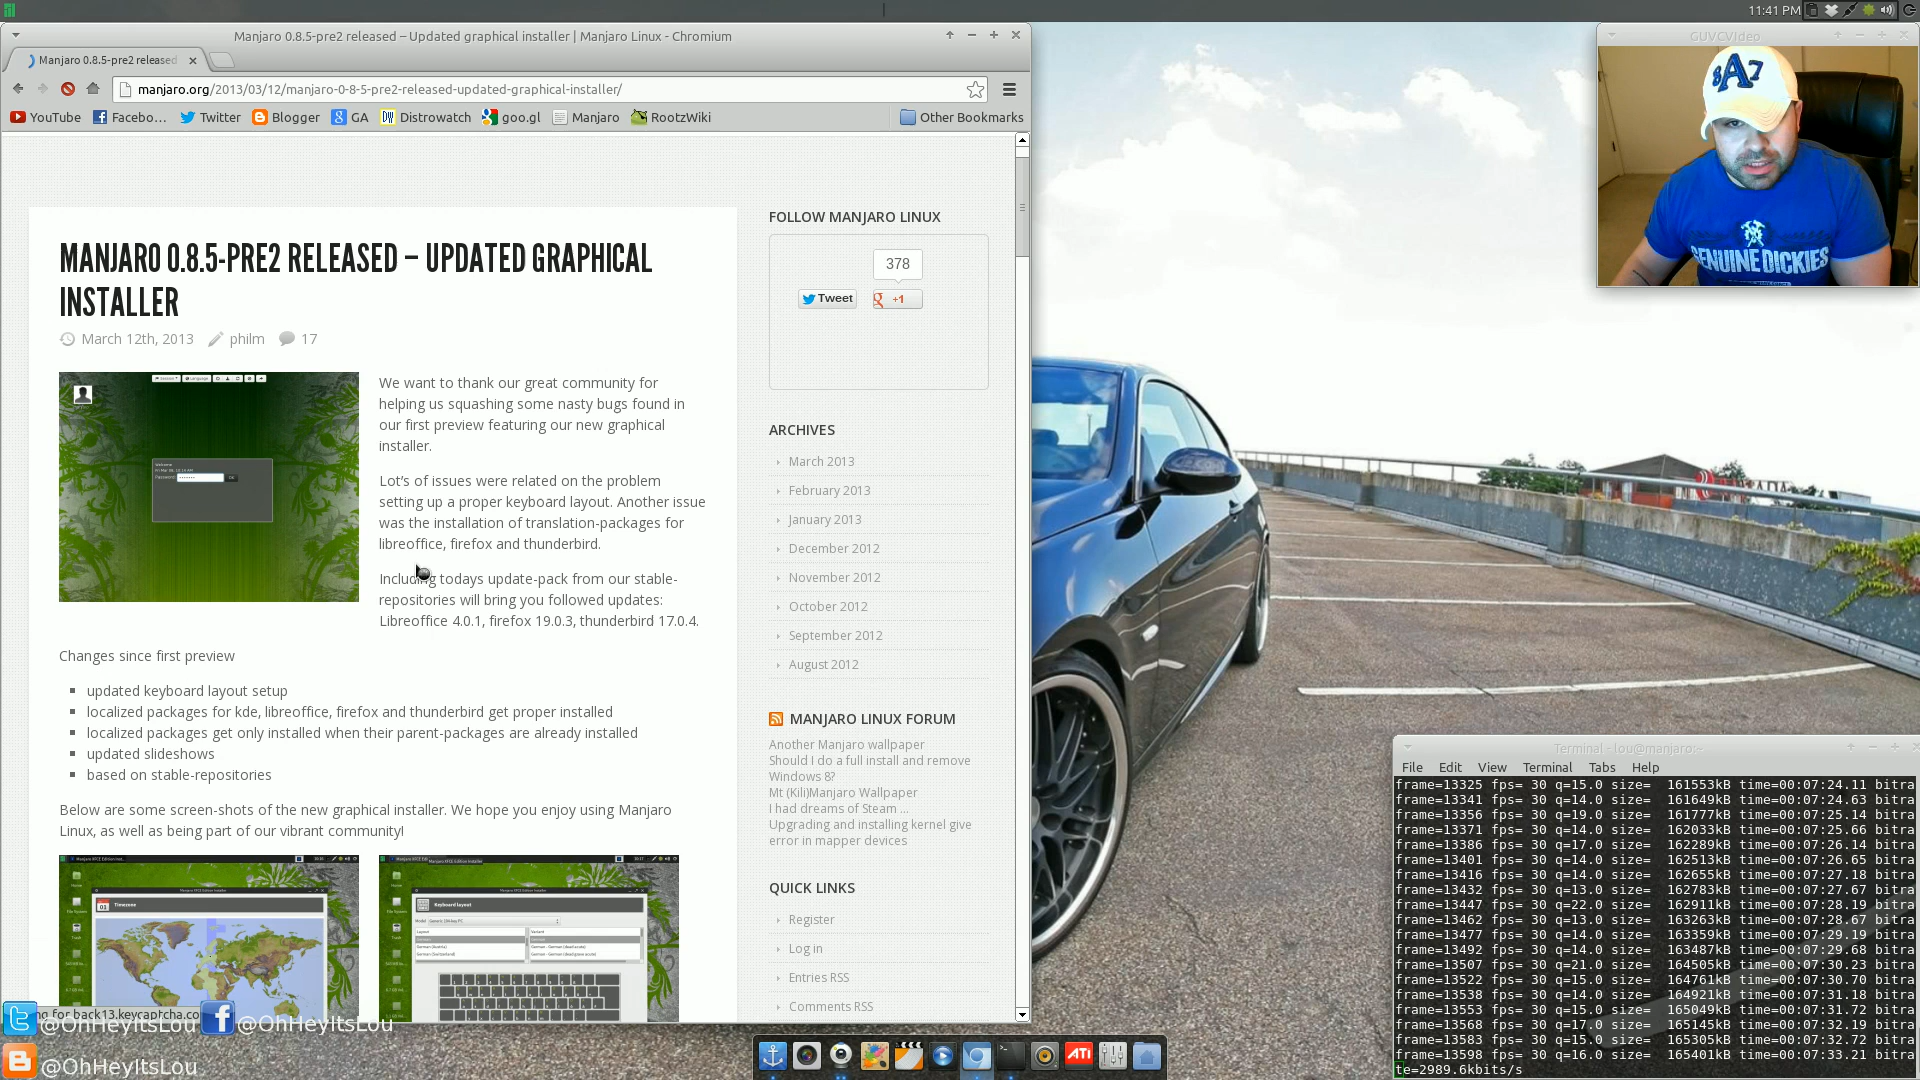 11:41 PM
Manjaro 0.8.5-pre2 released – Updated graphical installer | Manjaro Linux - Chromium
Manjaro 0.8.5-pre2 released
manjaro.org/2013/03/12/manjaro-0-8-5-pre2-released-updated-graphical-installer/
YouTube
Facebo...
Twitter
Blogger
GA
Distrowatch
goo.gl
Manjaro
RootzWiki
Other Bookmarks
MANJARO 0.8.5-PRE2 RELEASED – UPDATED GRAPHICAL
INSTALLER
March 12th, 2013 philm 17
We want to thank our great community for
helping us squashing some nasty bugs found in
our first preview featuring our new graphical
installer.
Lot's of issues were related on the problem
setting up a proper keyboard layout. Another issue
was the installation of translation-packages for
libreoffice, firefox and thunderbird.
Including todays update-pack from our stable-
repositories will bring you followed updates:
Libreoffice 4.0.1, firefox 19.0.3, thunderbird 17.0.4.
Changes since first preview
updated keyboard layout setup
localized packages for kde, libreoffice, firefox and thunderbird get proper installed
localized packages get only installed when their parent-packages are already installed
updated slideshows
based on stable-repositories
Below are some screen-shots of the new graphical installer. We hope you enjoy using Manjaro
Linux, as well as being part of our vibrant community!
Timezone
Keyboard layout
FOLLOW MANJARO LINUX
378
Tweet
+1
ARCHIVES
March 2013
February 2013
January 2013
December 2012
November 2012
October 2012
September 2012
August 2012
MANJARO LINUX FORUM
Another Manjaro wallpaper
Should I do a full install and remove
Windows 8?
Mt (Kili)Manjaro Wallpaper
I had dreams of Steam ...
Upgrading and installing kernel give
error in mapper devices
QUICK LINKS
Register
Log in
Entries RSS
Comments RSS
ng for back13.keycaptcha.co
@OhHeyItsLou
@OhHeyItsLou
@OhHeyItsLou
ATI
GUVCVIdeo
A7
GENUINE DICKIES
Terminal - lou@manjaro:~
File Edit View Terminal Tabs Help
frame=13325 fps= 30 q=15.0 size= 161553kB time=00:07:24.11 bitra
frame=13341 fps= 30 q=14.0 size= 161649kB time=00:07:24.63 bitra
frame=13356 fps= 30 q=19.0 size= 161777kB time=00:07:25.14 bitra
frame=13371 fps= 30 q=14.0 size= 162033kB time=00:07:25.66 bitra
frame=13386 fps= 30 q=17.0 size= 162289kB time=00:07:26.14 bitra
frame=13401 fps= 30 q=14.0 size= 162513kB time=00:07:26.65 bitra
frame=13416 fps= 30 q=14.0 size= 162655kB time=00:07:27.18 bitra
frame=13432 fps= 30 q=13.0 size= 162783kB time=00:07:27.67 bitra
frame=13447 fps= 30 q=22.0 size= 162911kB time=00:07:28.19 bitra
frame=13462 fps= 30 q=13.0 size= 163263kB time=00:07:28.67 bitra
frame=13477 fps= 30 q=14.0 size= 163359kB time=00:07:29.19 bitra
frame=13492 fps= 30 q=14.0 size= 163487kB time=00:07:29.68 bitra
frame=13507 fps= 30 q=21.0 size= 164505kB time=00:07:30.23 bitra
frame=13522 fps= 30 q=15.0 size= 164761kB time=00:07:30.70 bitra
frame=13538 fps= 30 q=14.0 size= 164921kB time=00:07:31.18 bitra
frame=13553 fps= 30 q=15.0 size= 165049kB time=00:07:31.72 bitra
frame=13568 fps= 30 q=17.0 size= 165145kB time=00:07:32.19 bitra
frame=13583 fps= 30 q=15.0 size= 165305kB time=00:07:32.72 bitra
frame=13598 fps= 30 q=16.0 size= 165401kB time=00:07:33.21 bitra
te=2989.6kbits/s